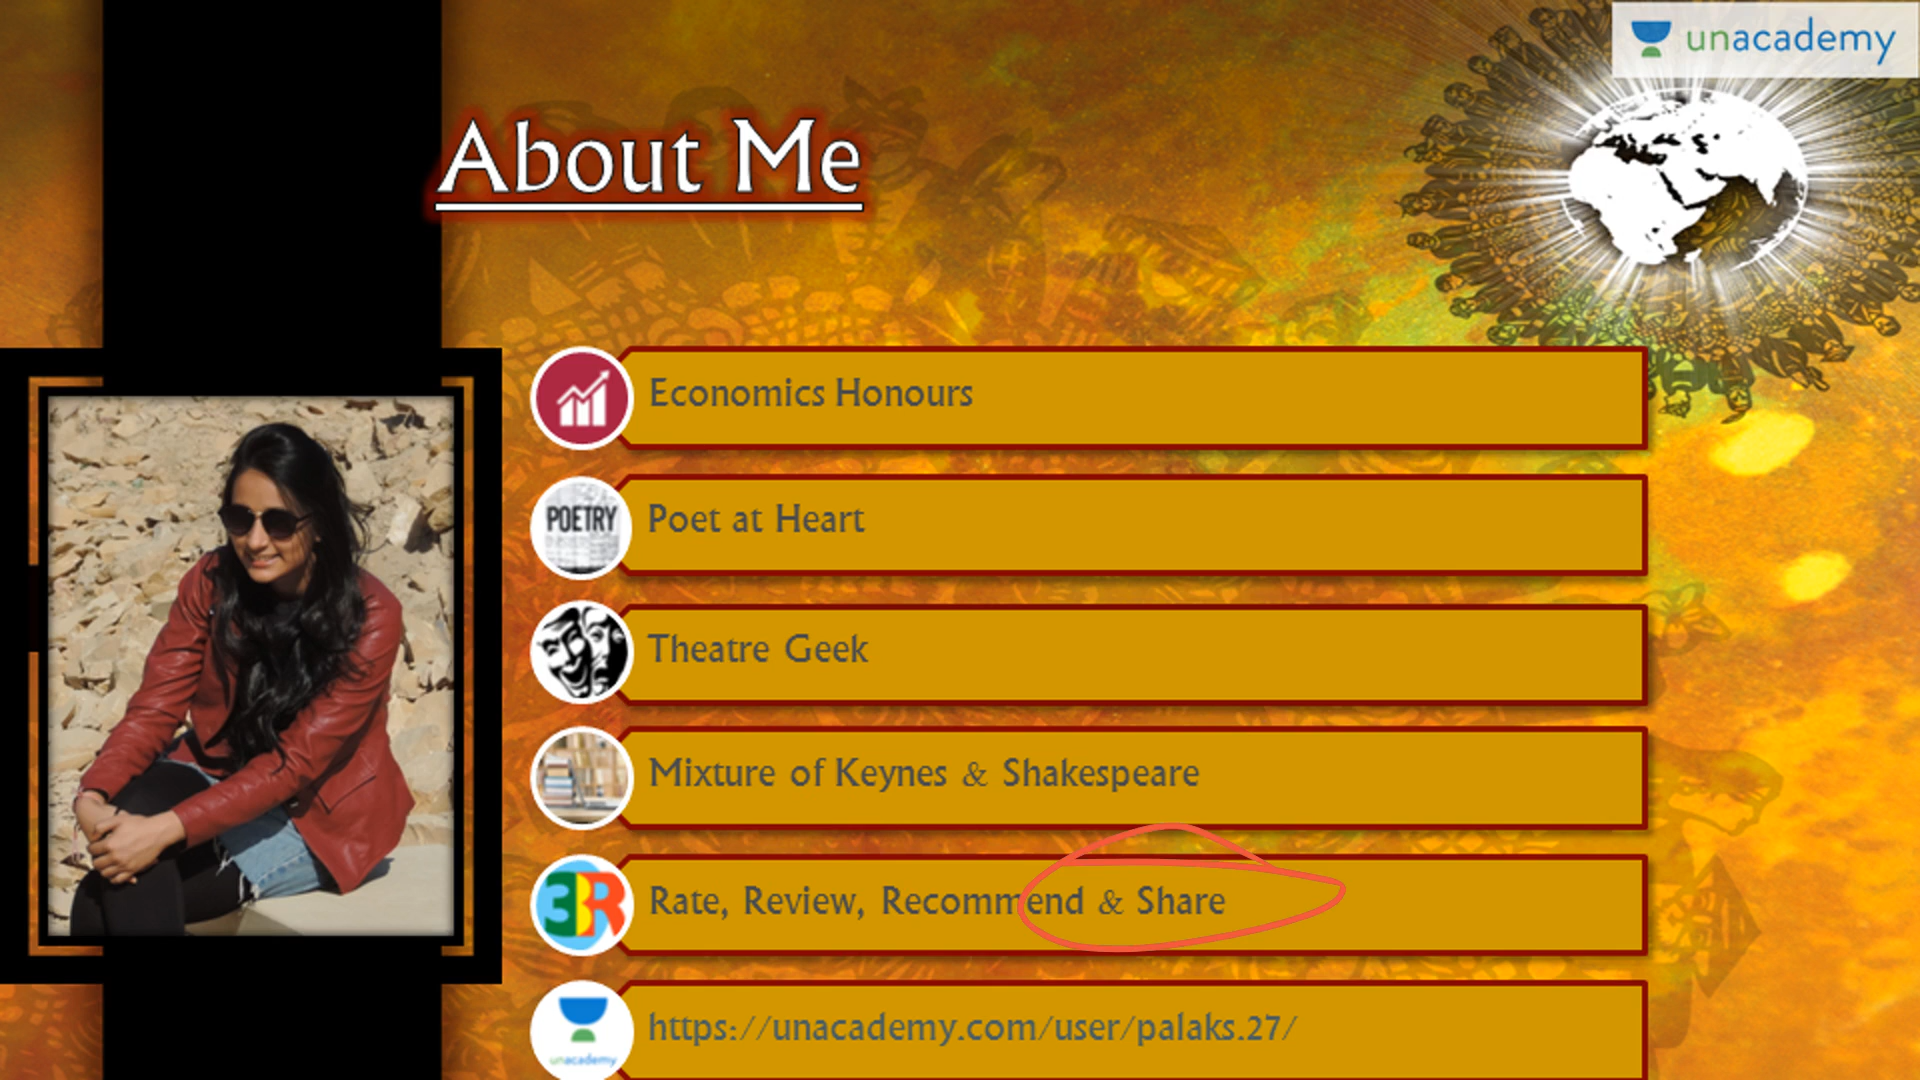 unacademy
About Me
Economics Honours
POETRY
Poet at Heart
Theatre Geek
Mixture of Keynes & Shakespeare
3R
Rate, Review, Recommend & Share
unacademy
https://unacademy.com/user/palaks.27/